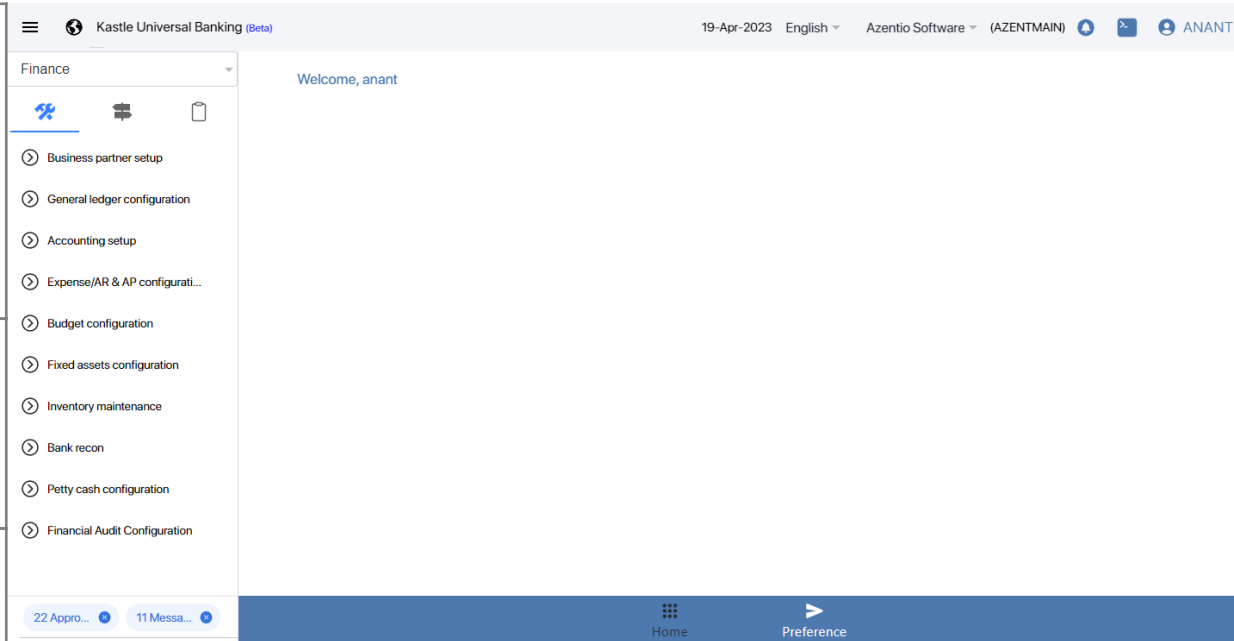 Kastle Universal Banking (Beta)
19-Apr-2023 English Azentio Software (AZENTMAIN) ANANT
Finance
Welcome, anant
Business partner setup
General ledger configuration
Accounting setup
Expense/AR & AP configurati...
Budget configuration
Fixed assets configuration
Inventory maintenance
Bank recon
Petty cash configuration
Financial Audit Configuration
22 Appro... 11 Messa...
Home Preference